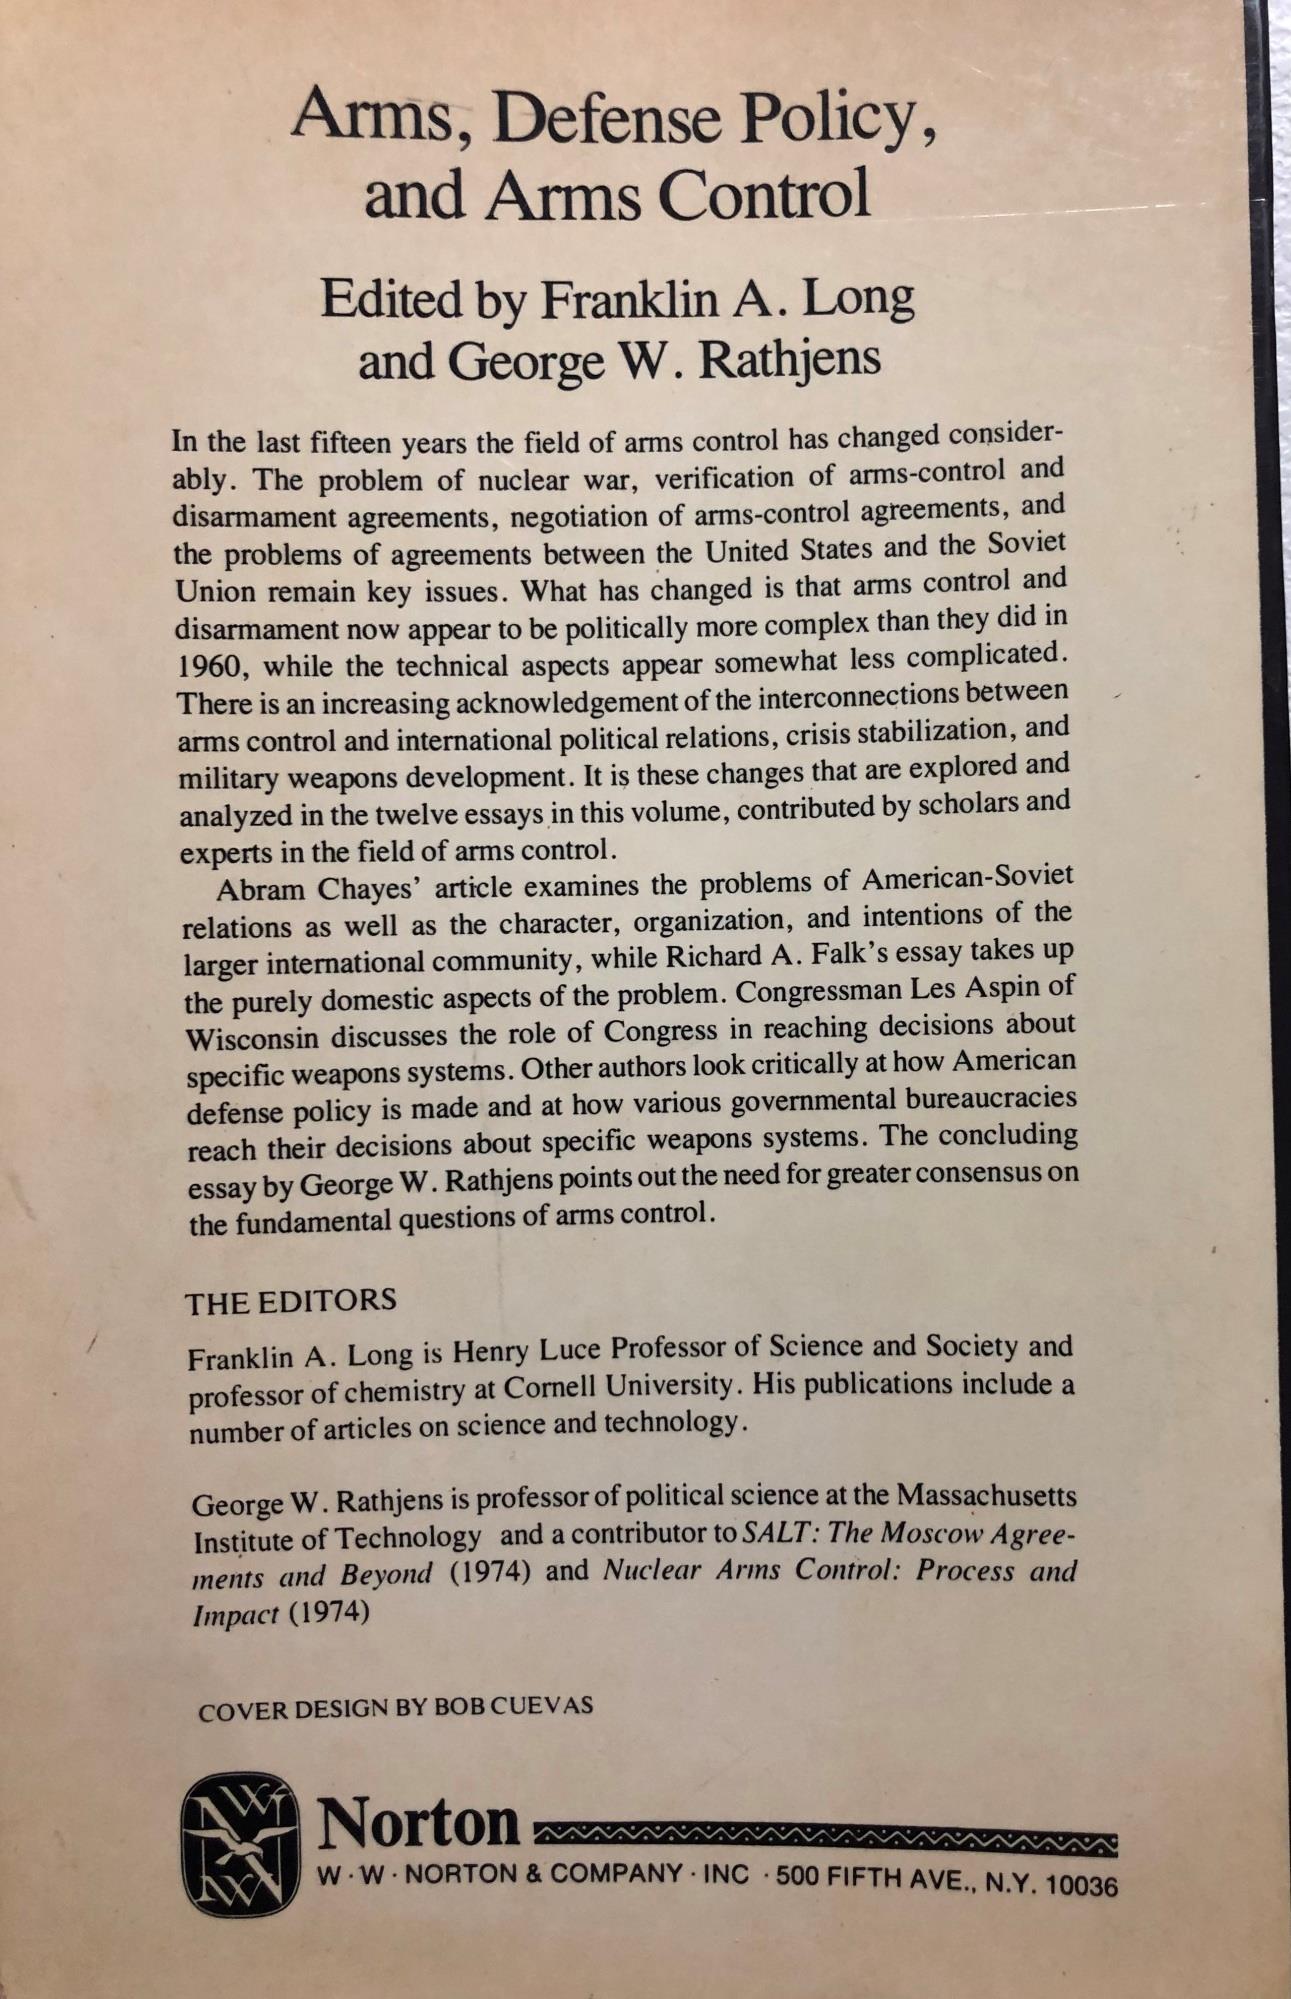 Arms, Defense Policy,
and Arms Control
Edited by Franklin A. Long
and George W. Rathjens
In the last fifteen years the field of arms control has changed consider-
ably. The problem of nuclear war, verification of arms-control and
disarmament agreements, negotiation of arms-control agreements, and
the problems of agreements between the United States and the Soviet
Union remain key issues. What has changed is that arms control and
disarmament now appear to be politically more complex than they did in
1960, while the technical aspects appear somewhat less complicated.
There is an increasing acknowledgement of the interconnections between
arms control and international political relations, crisis stabilization, and
military weapons development. It is these changes that are explored and
analyzed in the twelve essays in this volume, contributed by scholars and
experts in the field of arms control.
Abram Chayes' article examines the problems of American-Soviet
relations as well as the character, organization, and intentions of the
larger international community, while Richard A. Falk's essay takes up
the purely domestic aspects of the problem. Congressman Les Aspin of
Wisconsin discusses the role of Congress in reaching decisions about
specific weapons systems. Other authors look critically at how American
defense policy is made and at how various governmental bureaucracies
reach their decisions about specific weapons systems. The concluding
essay by George W. Rathjens points out the need for greater consensus on
the fundamental questions of arms control.
THE EDITORS
Franklin A. Long is Henry Luce Professor of Science and Society and
professor of chemistry at Cornell University. His publications include a
number of articles on science and technology.
George W. Rathjens is professor of political science at the Massachusetts
Institute of Technology and a contributor to SALT: The Moscow Agree-
ments and Beyond (1974) and Nuclear Arms Control: Process and
Impact (1974)
COVER DESIGN BY BOB CUEVAS
Norton
W · W · NORTON & COMPANY · INC · 500 FIFTH AVE., N.Y. 10036